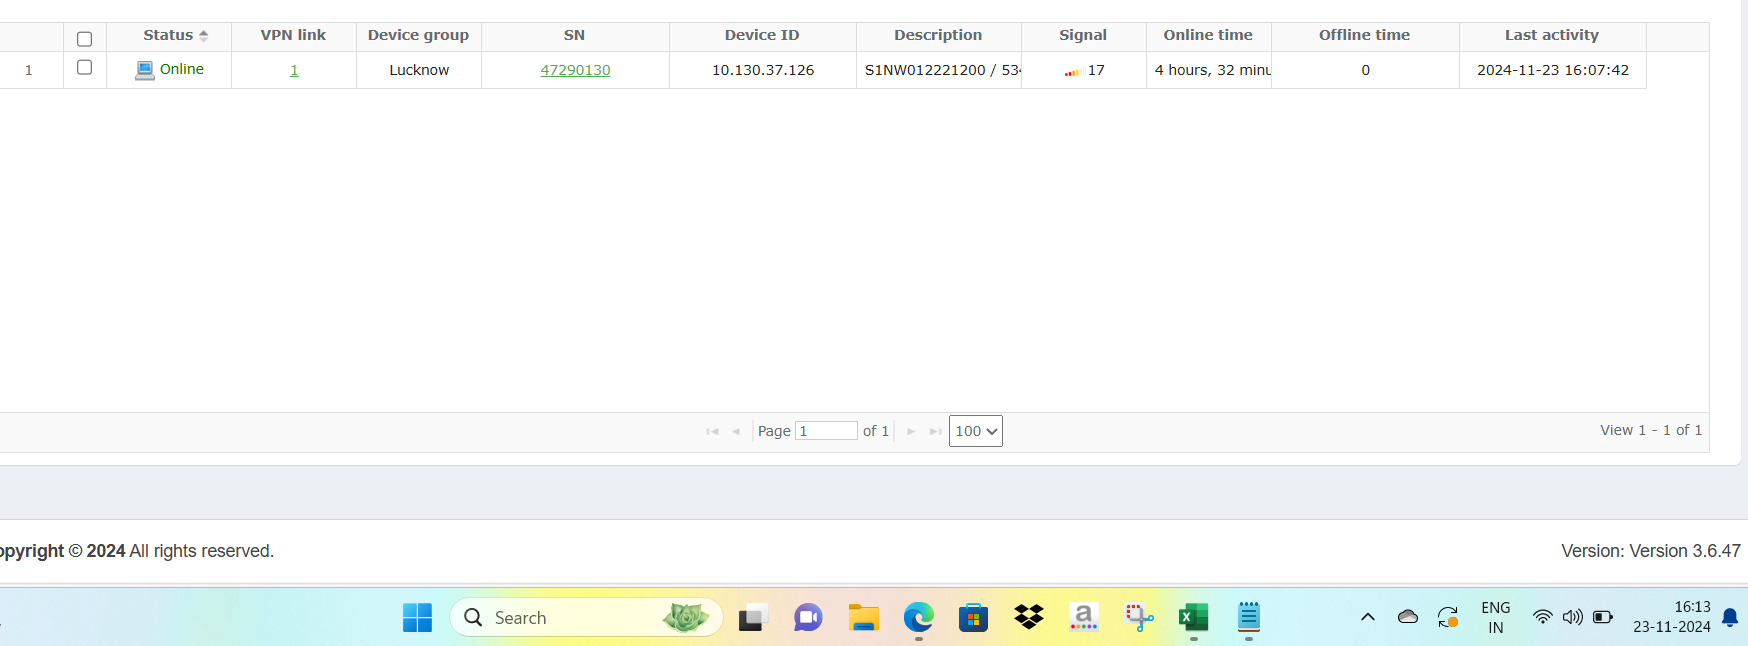 Status VPN link Device group SN Device ID Description Signal Online time Offline time Last activity
1 Online 1 Lucknow 47290130 10.130.37.126 S1NW012221200 / 534 17 4 hours, 32 minu 0 2024-11-23 16:07:42
Page 1 of 1 100 View 1 - 1 of 1
opyright © 2024 All rights reserved. Version: Version 3.6.47
Search a X ENG IN 16:13
23-11-2024